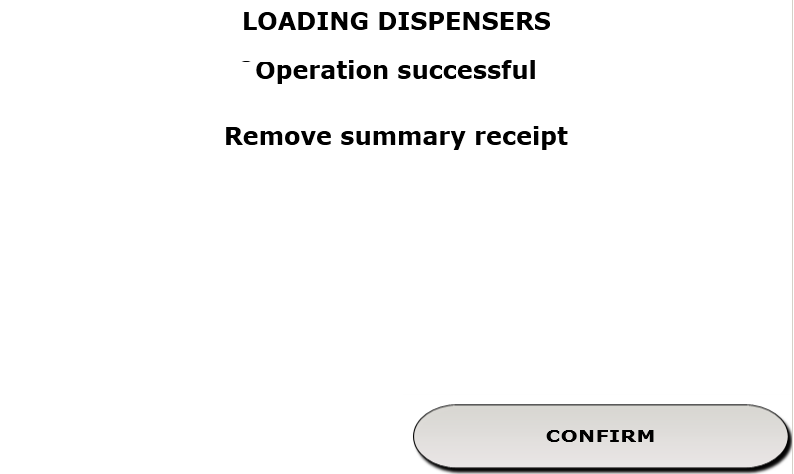 LOADING DISPENSERS
Operation successful
Remove summary receipt
CONFIRM